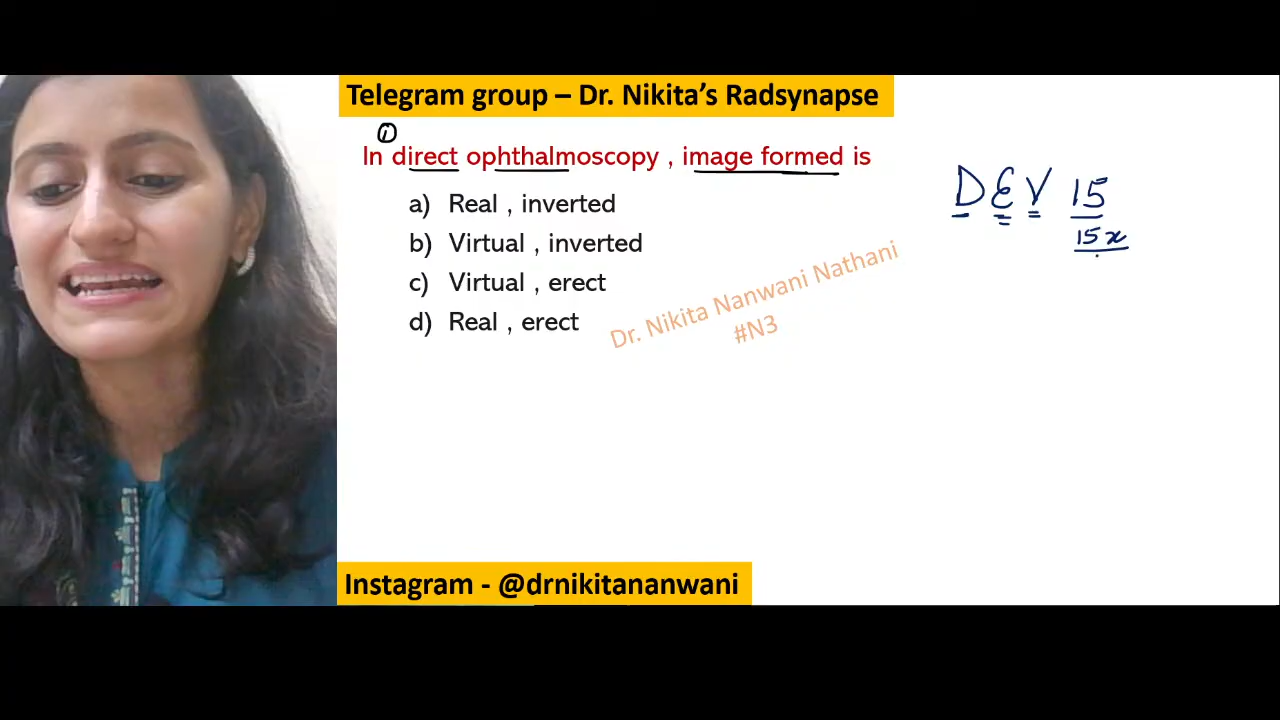 Telegram group – Dr. Nikita's Radsynapse
①
In direct ophthalmoscopy , image formed is
a) Real , inverted
b) Virtual , inverted
c) Virtual , erect
d) Real , erect
D E V 15
15x
Dr. Nikita Nanwani Nathani
#N3
Instagram - @drnikitananwani